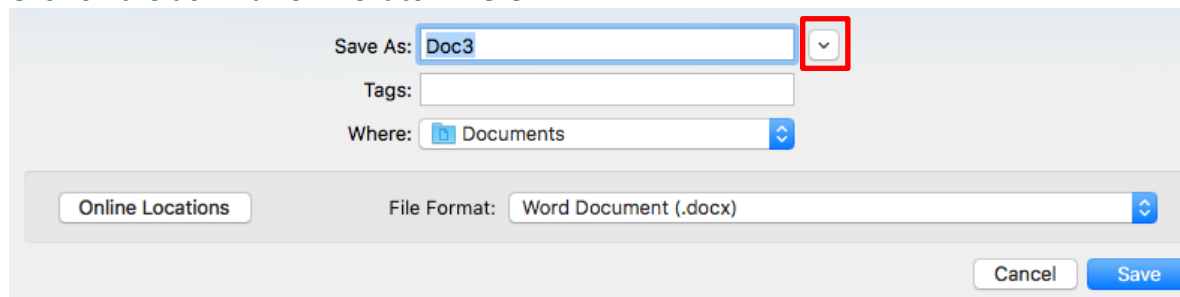 Save As: Doc3
Tags:
Where: Documents
Online Locations File Format: Word Document (.docx)
Cancel Save